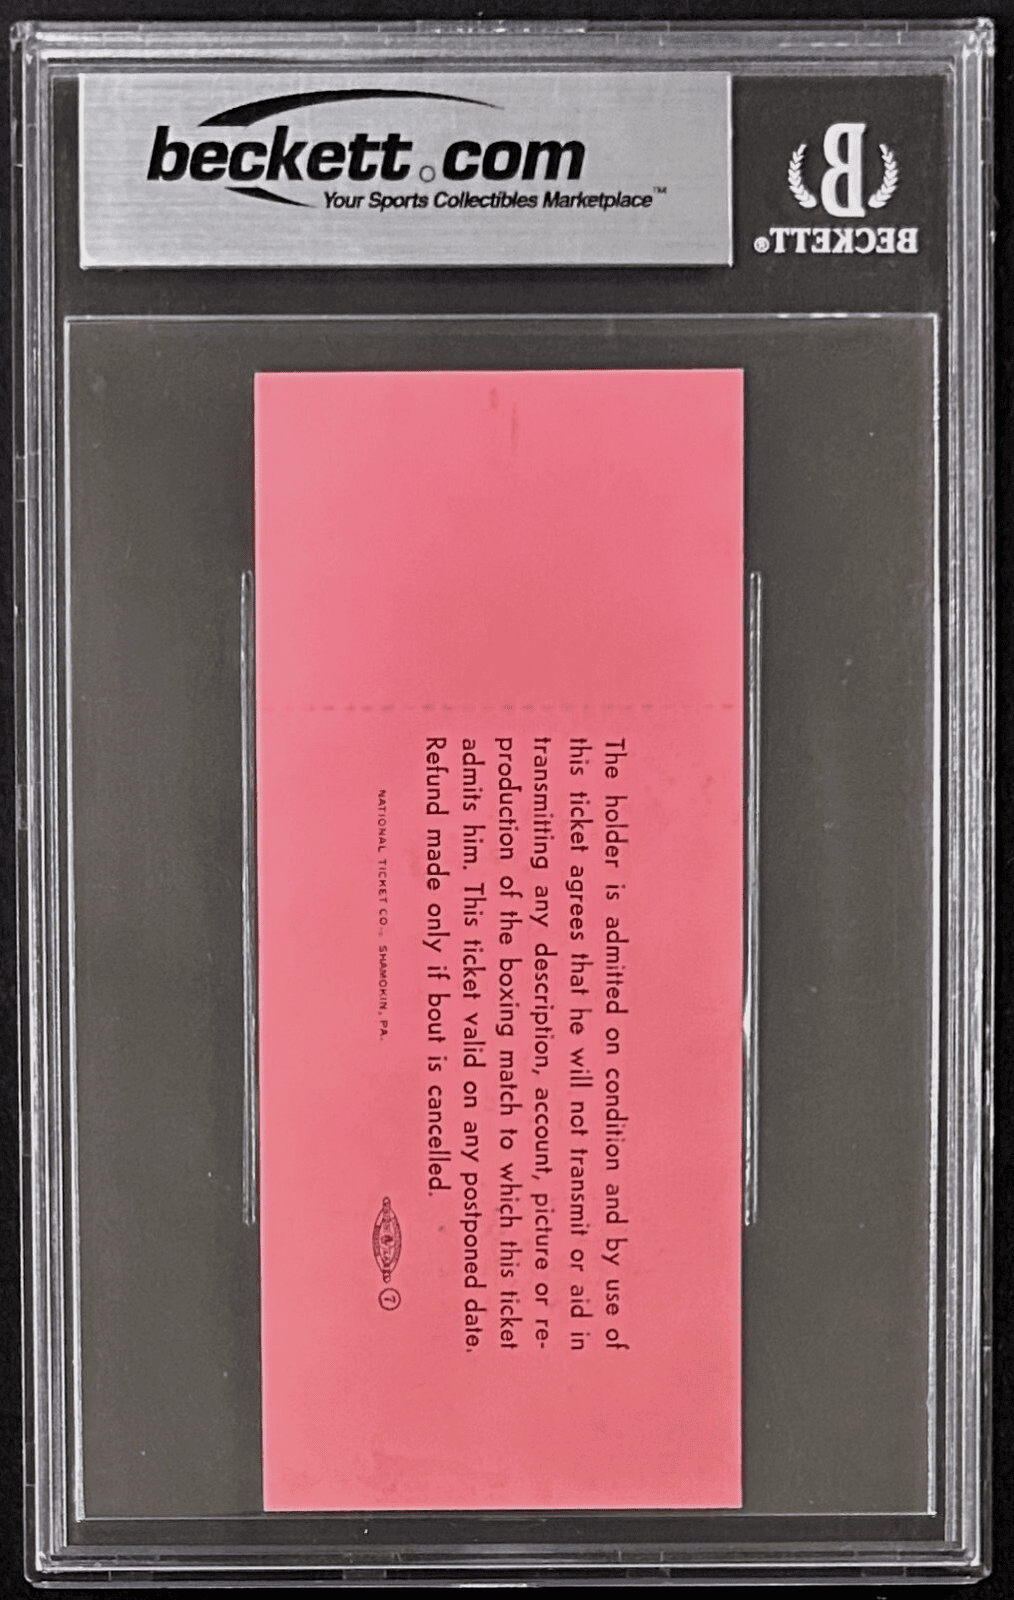 beckett.com
Your Sports Collectibles Marketplace™
BECKETT®
The holder is admitted on condition and by use of
this ticket agrees that he will not transmit or aid in
transmitting any description, account, picture or re-
production of the boxing match to which this ticket
admits him. This ticket valid on any postponed date.
Refund made only if bout is cancelled.
NATIONAL TICKET CO., SHAMOKIN, PA.
7